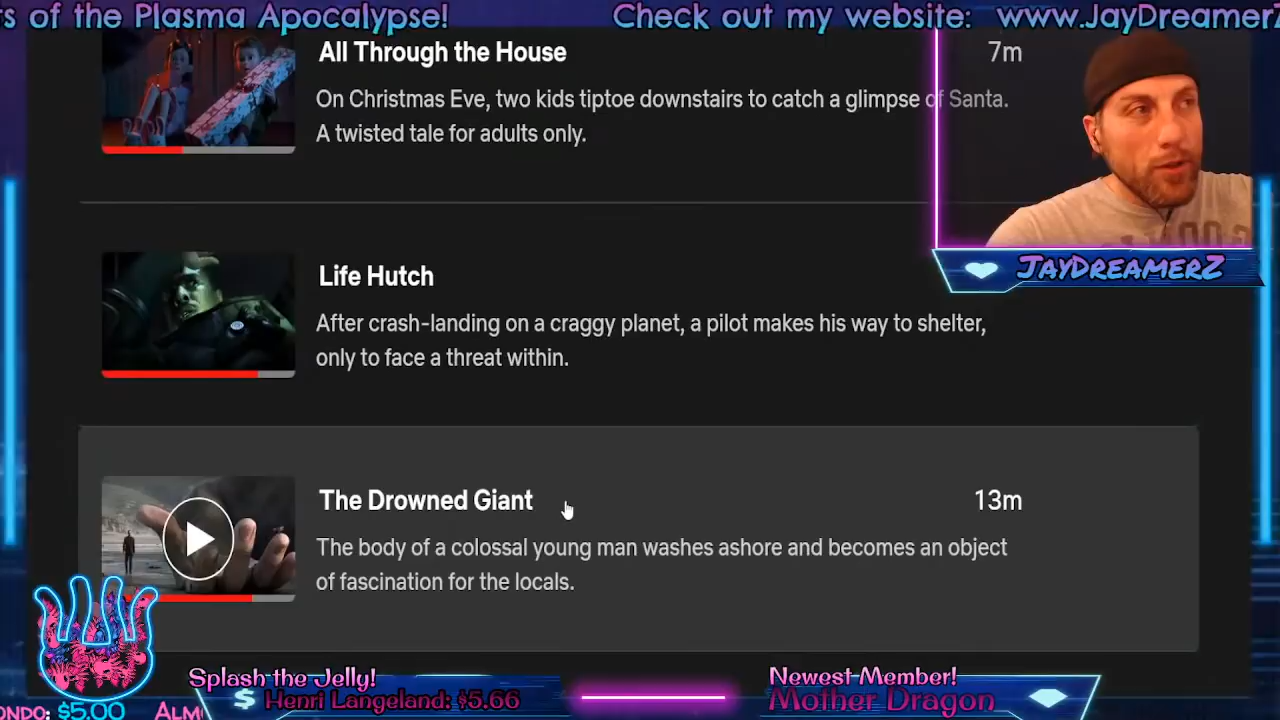 s of the Plasma Apocalypse! Check out my website: www.JayDreamerZ
All Through the House 7m
On Christmas Eve, two kids tiptoe downstairs to catch a glimpse of Santa.
A twisted tale for adults only.
JayDreamerZ
Life Hutch
After crash-landing on a craggy planet, a pilot makes his way to shelter,
only to face a threat within.
The Drowned Giant 13m
The body of a colossal young man washes ashore and becomes an object
of fascination for the locals.
Splash the Jelly!
$ Henri Langeland: $5.66
Newest Member!
Mother Dragon
ONDO: $5.00 ALM